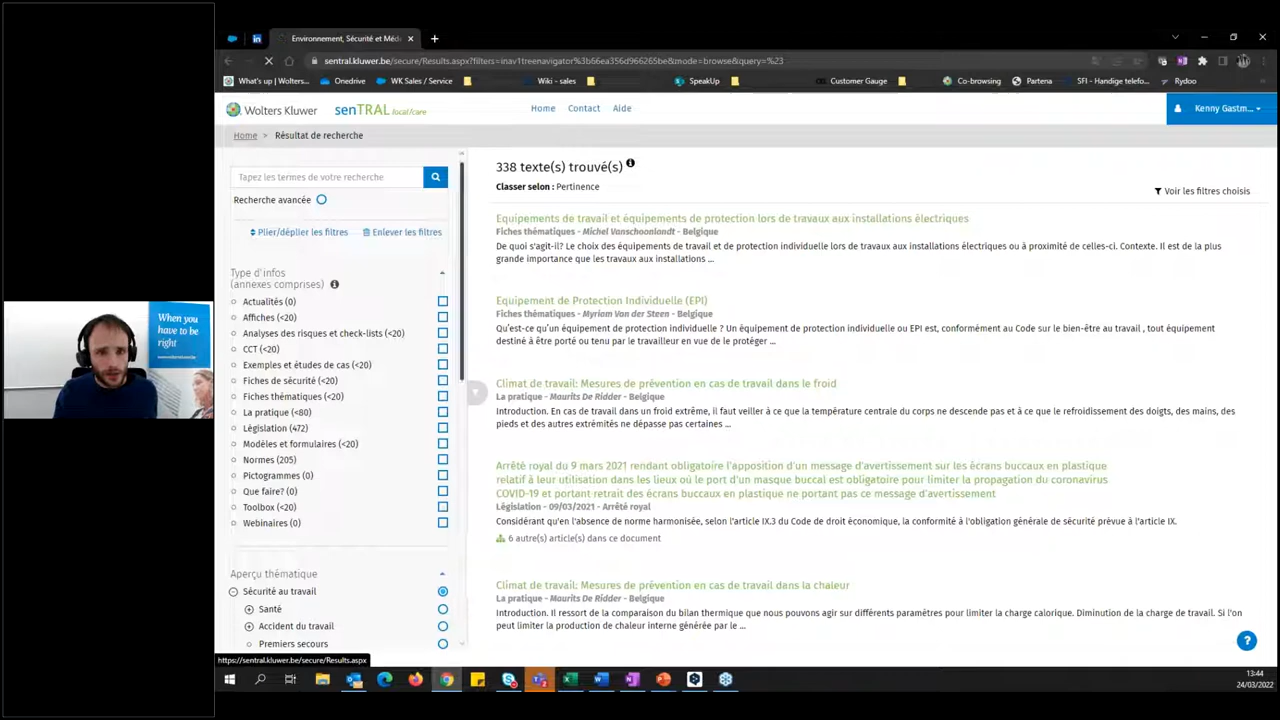 Environnement, Sécurité et Méd
sentral.kluwer.be/secure/Results.aspx?filters=inav1treenavigator%3b66ea356d966265be&mode=browse&query=%23
What's up | Wolters...
Onedrive
WK Sales / Service
Wiki - sales
SpeakUp
Customer Gauge
Co-browsing
Partena
SFI - Handige telefo...
Rydoo
Wolters Kluwer
senTRAL locat/care
Home
Contact
Aide
Kenny Gastm...
Home > Résultat de recherche
Tapez les termes de votre recherche
Recherche avancée
Plier/déplier les filtres
Enlever les filtres
Type d'infos
(annexes comprises)
Actualités (0)
Affiches (<20)
Analyses des risques et check-lists (<20)
CCT (<20)
Exemples et études de cas (<20)
Fiches de sécurité (<20)
Fiches thématiques (<20)
La pratique (<80)
Législation (472)
Modèles et formulaires (<20)
Normes (205)
Pictogrammes (0)
Que faire? (0)
Toolbox (<20)
Webinaires (0)
Aperçu thématique
Sécurité au travail
Santé
Accident du travail
Premiers secours
https://sentral.kluwer.be/secure/Results.aspx
338 texte(s) trouvé(s)
Classer selon : Pertinence
Voir les filtres choisis
Equipements de travail et équipements de protection lors de travaux aux installations électriques
Fiches thématiques - Michel Vanschoonlandt - Belgique
De quoi s'agit-il? Le choix des équipements de travail et de protection individuelle lors de travaux aux installations électriques ou à proximité de celles-ci. Contexte. Il est de la plus
grande importance que les travaux aux installations ...
Equipement de Protection Individuelle (EPI)
Fiches thématiques - Myriam Van der Steen - Belgique
Qu'est-ce qu'un équipement de protection individuelle ? Un équipement de protection individuelle ou EPI est, conformément au Code sur le bien-être au travail , tout équipement
destiné à être porté ou tenu par le travailleur en vue de le protéger ...
Climat de travail: Mesures de prévention en cas de travail dans le froid
La pratique - Maurits De Ridder - Belgique
Introduction. En cas de travail dans un froid extrême, il faut veiller à ce que la température centrale du corps ne descende pas et à ce que le refroidissement des doigts, des mains, des
pieds et des autres extrémités ne dépasse pas certaines ...
Arrêté royal du 9 mars 2021 rendant obligatoire l'apposition d'un message d'avertissement sur les écrans buccaux en plastique
relatif à leur utilisation dans les lieux où le port d'un masque buccal est obligatoire pour limiter la propagation du coronavirus
COVID-19 et portant retrait des écrans buccaux en plastique ne portant pas ce message d'avertissement
Législation - 09/03/2021 - Arrêté royal
Considérant qu'en l'absence de norme harmonisée, selon l'article IX.3 du Code de droit économique, la conformité à l'obligation générale de sécurité prévue à l'article IX.
6 autre(s) article(s) dans ce document
Climat de travail: Mesures de prévention en cas de travail dans la chaleur
La pratique - Maurits De Ridder - Belgique
Introduction. Il ressort de la comparaison du bilan thermique que nous pouvons agir sur différents paramètres pour limiter la charge calorique. Diminution de la charge de travail. Si l'on
peut limiter la production de chaleur interne générée par le ...
When you
have to be
right
13:44
24/03/2022